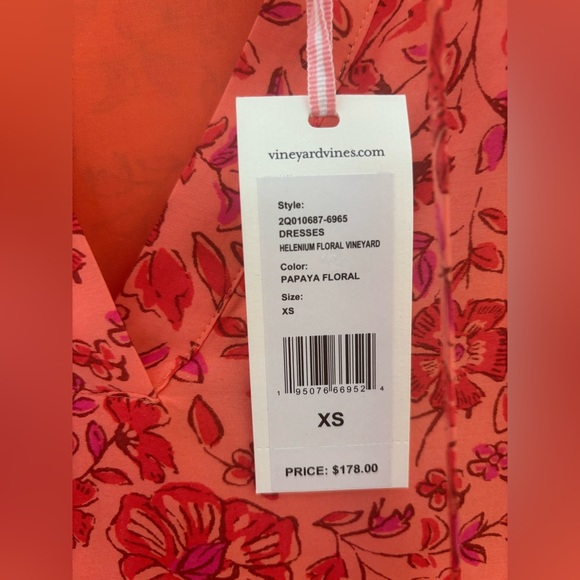 vineyardvines.com
Style:
2Q010687-6965
DRESSES
HELENIUM FLORAL VINEYARD
Color:
PAPAYA FLORAL
Size:
XS
1 95076 66952 4
XS
PRICE: $178.00